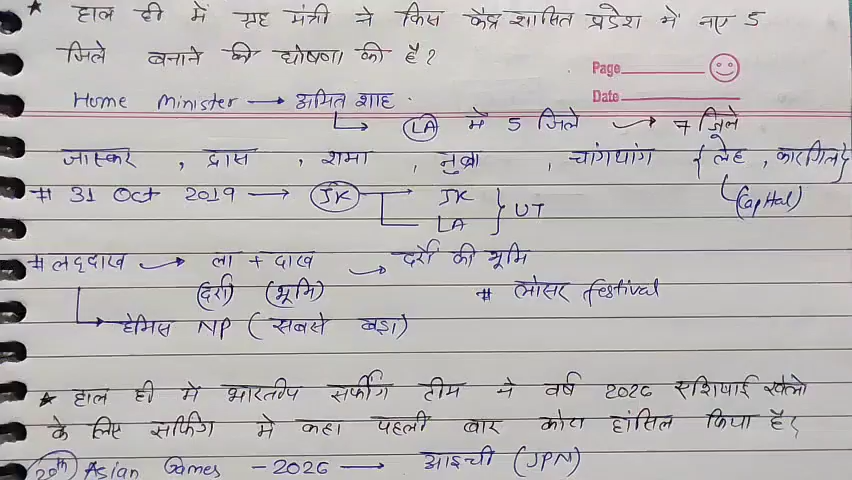 ★ हाल ही में गृह मंत्री ने किस केंद्र शासित प्रदेश में नए 5
जिले बनाने की घोषणा की है?
Page
Home minister → अमित शाह .
Date
↳ LA में 5 जिले → 7 जिले
जास्कर , द्रास , शमा , नुब्रा , चांगथांग { लेह , कारगिल }
# 31 Oct 2019 → JK → JK } UT (Capital)
LA
# लद्दाख → ला + दाख → दर्रो की भूमि
(दर्रा) (भूमि) # लोसर festival
→ हेमिस NP ( सबसे बड़ा)
★ हाल ही मे भारतीय सर्फिंग टीम ने वर्ष 2026 एशियाई खेलो
के लिए सर्फिंग मे कहा पहली बार कोटा हांसिल किया है?
20th Asian Games - 2026 → आइची (JPN)